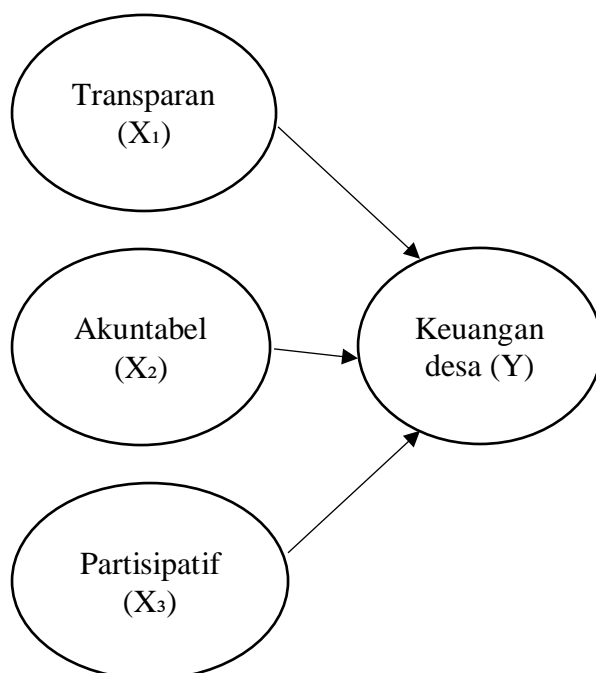 Transparan
(X₁)
Akuntabel
(X₂)
Keuangan
desa (Y)
Partisipatif
(X₃)